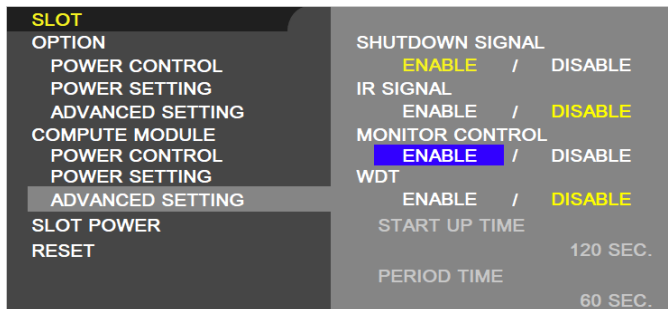 SLOT
OPTION
POWER CONTROL
POWER SETTING
ADVANCED SETTING
COMPUTE MODULE
POWER CONTROL
POWER SETTING
ADVANCED SETTING
SLOT POWER
RESET
SHUTDOWN SIGNAL
ENABLE / DISABLE
IR SIGNAL
ENABLE / DISABLE
MONITOR CONTROL
ENABLE / DISABLE
WDT
ENABLE / DISABLE
START UP TIME
120 SEC.
PERIOD TIME
60 SEC.